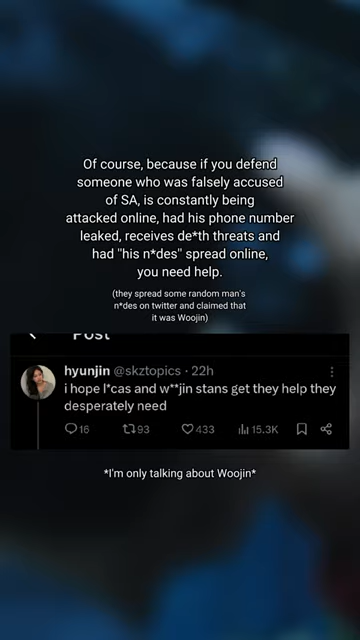 Of course, because if you defend
someone who was falsely accused
of SA, is constantly being
attacked online, had his phone number
leaked, receives de*th threats and
had "his n*des" spread online,
you need help.
(they spread some random man's
n*des on twitter and claimed that
it was Woojin)
Post
hyunjin @skztopics · 22h
i hope l*cas and w**jin stans get they help they
desperately need
16 93 433 15.3K
*I'm only talking about Woojin*